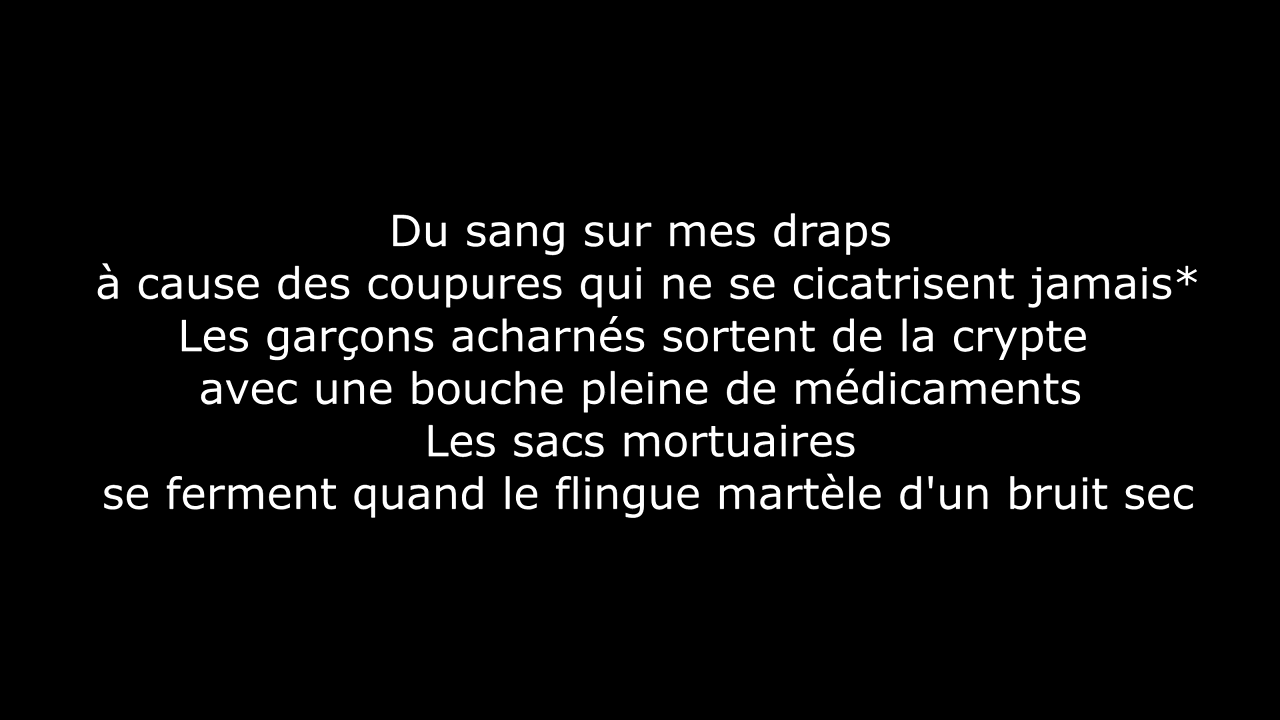 Du sang sur mes draps
à cause des coupures qui ne se cicatrisent jamais*
Les garçons acharnés sortent de la crypte
avec une bouche pleine de médicaments
Les sacs mortuaires
se ferment quand le flingue martèle d'un bruit sec